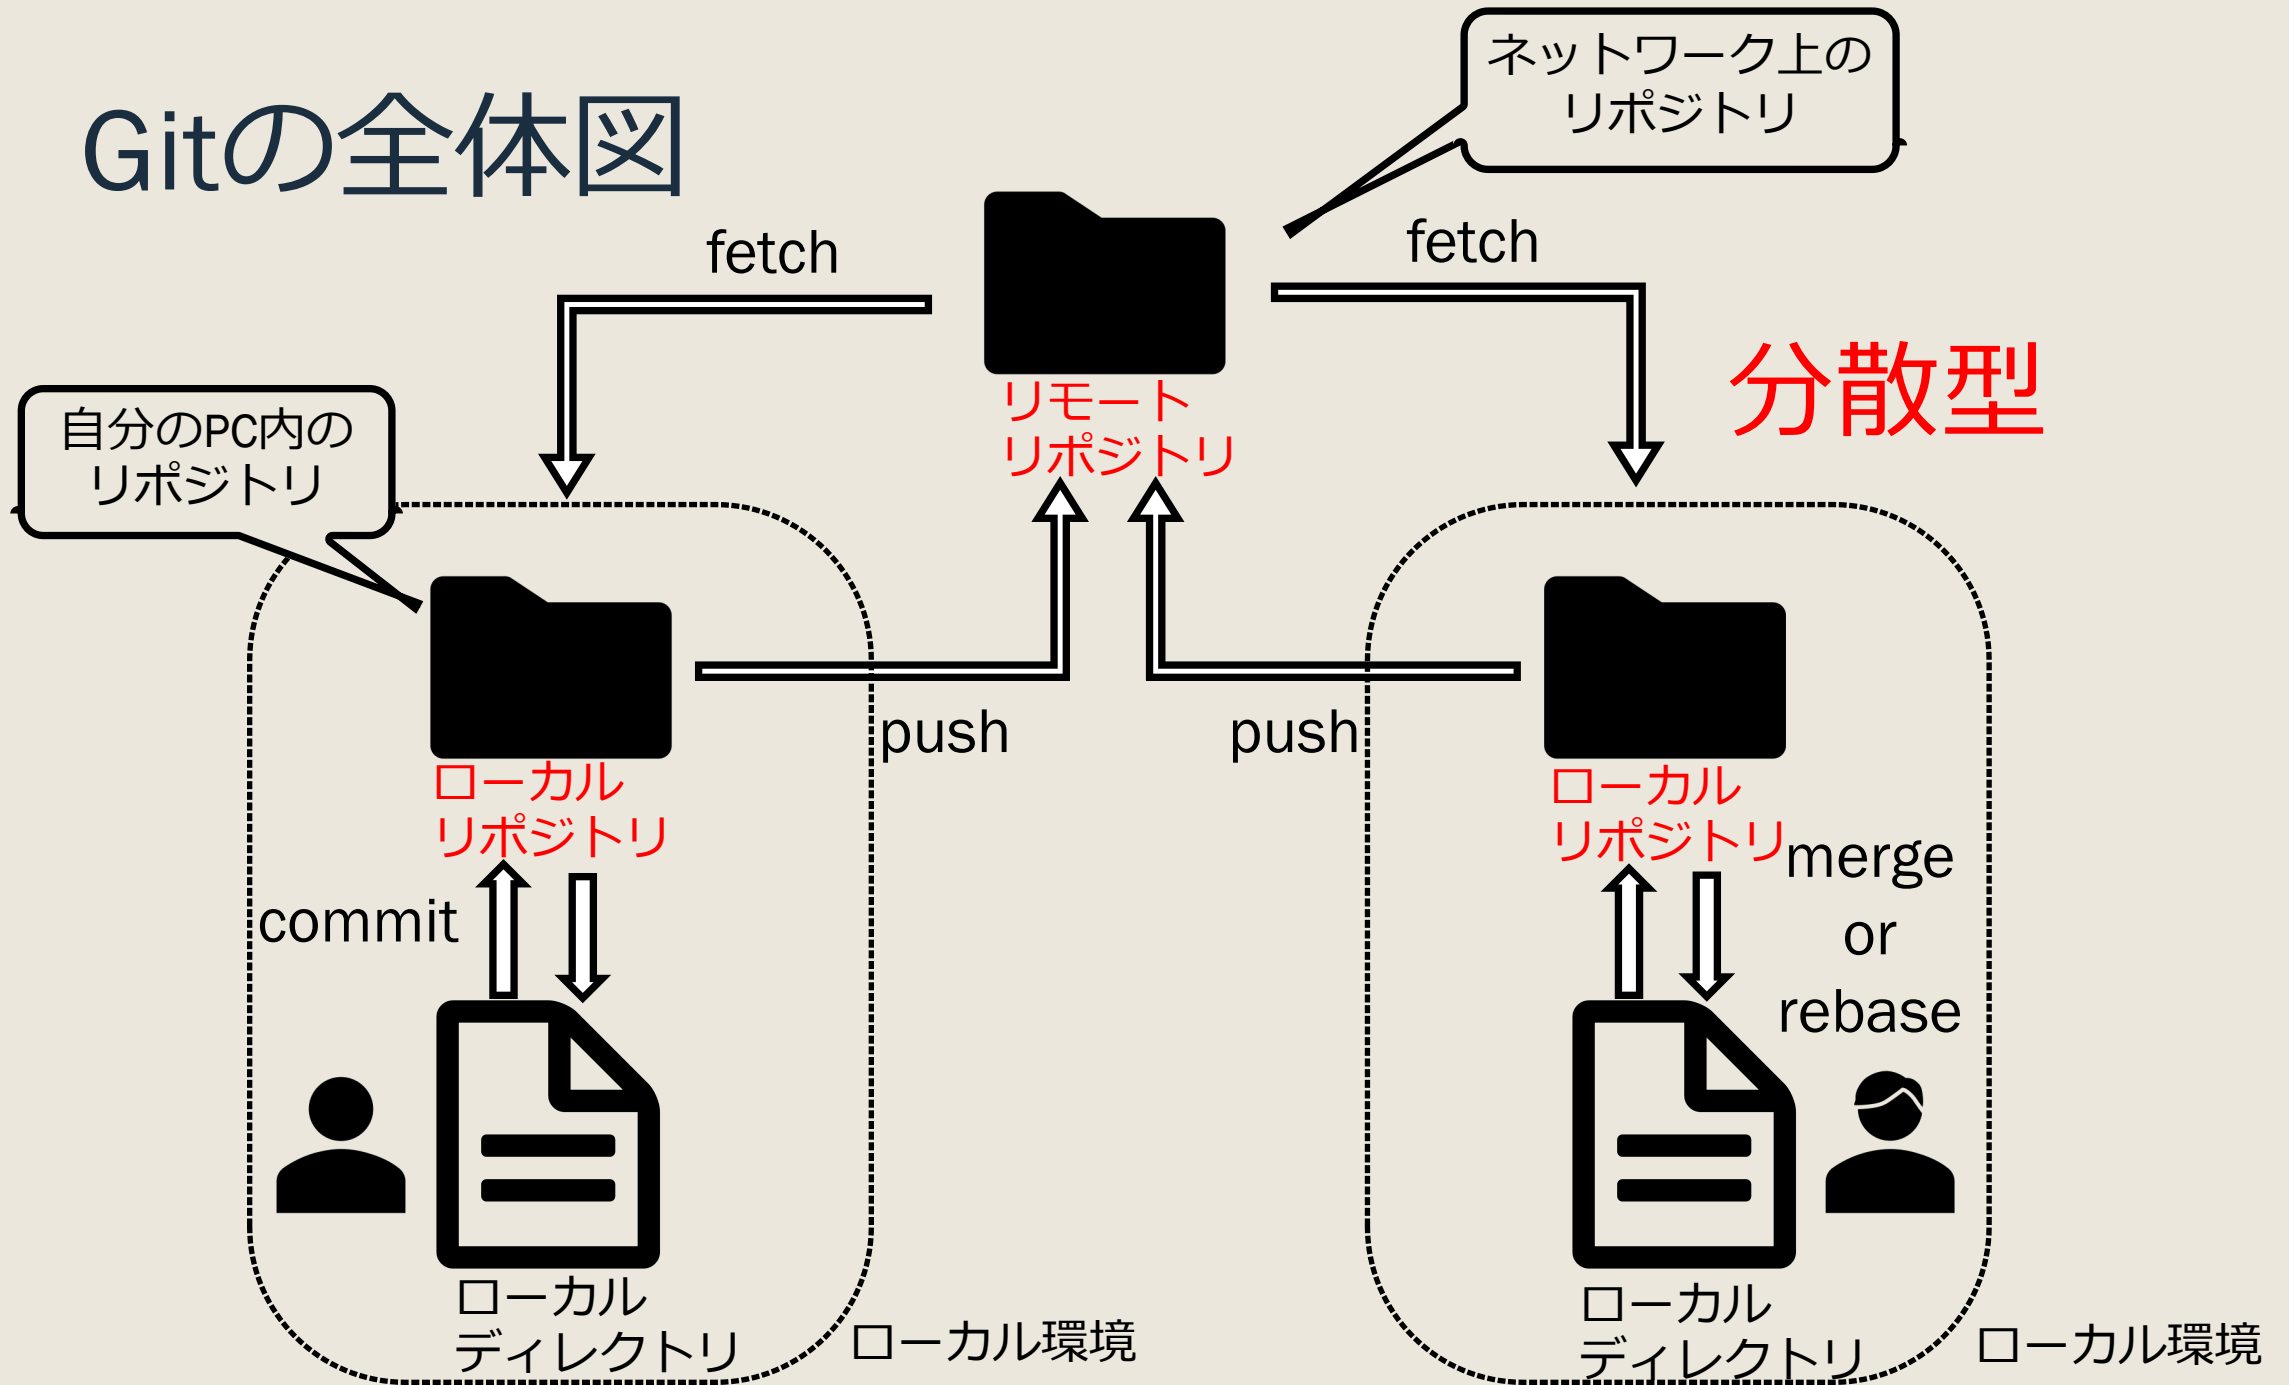 Gitの全体図
ネットワーク上の
リポジトリ
fetch
fetch
分散型
リモート
リポジトリ
自分のPC内の
リポジトリ
push
push
ローカル
リポジトリ
ローカル
リポジトリ
commit
merge
or
rebase
ローカル
ディレクトリ
ローカル環境
ローカル
ディレクトリ
ローカル環境